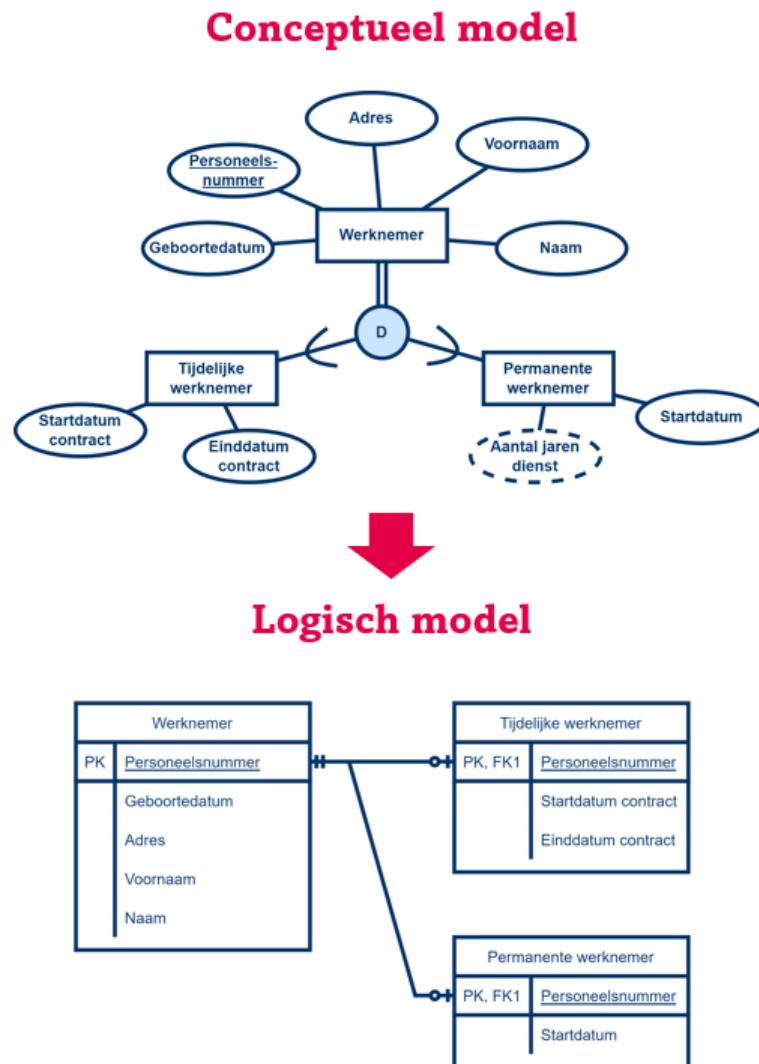 Conceptueel model
Adres
Voornaam
Personeels-
nummer
Werknemer
Geboortedatum
Naam
D
Tijdelijke
werknemer
Permanente
werknemer
Startdatum
contract
Startdatum
Einddatum
contract
Aantal jaren
dienst
Logisch model
Werknemer
PK Personeelsnummer
Geboortedatum
Adres
Voornaam
Naam
Tijdelijke werknemer
PK, FK1 Personeelsnummer
Startdatum contract
Einddatum contract
Permanente werknemer
PK, FK1 Personeelsnummer
Startdatum